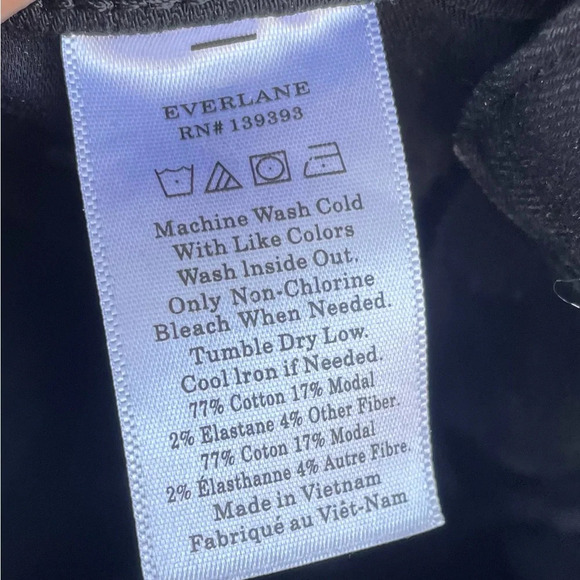 EVERLANE
RN# 139393
Machine Wash Cold
With Like Colors
Wash Inside Out.
Only Non-Chlorine
Bleach When Needed.
Tumble Dry Low.
Cool Iron if Needed.
77% Cotton 17% Modal
2% Elastane 4% Other Fiber.
77% Coton 17% Modal
2% Élasthanne 4% Autre Fibre.
Made in Vietnam
Fabriqué au Viêt-Nam